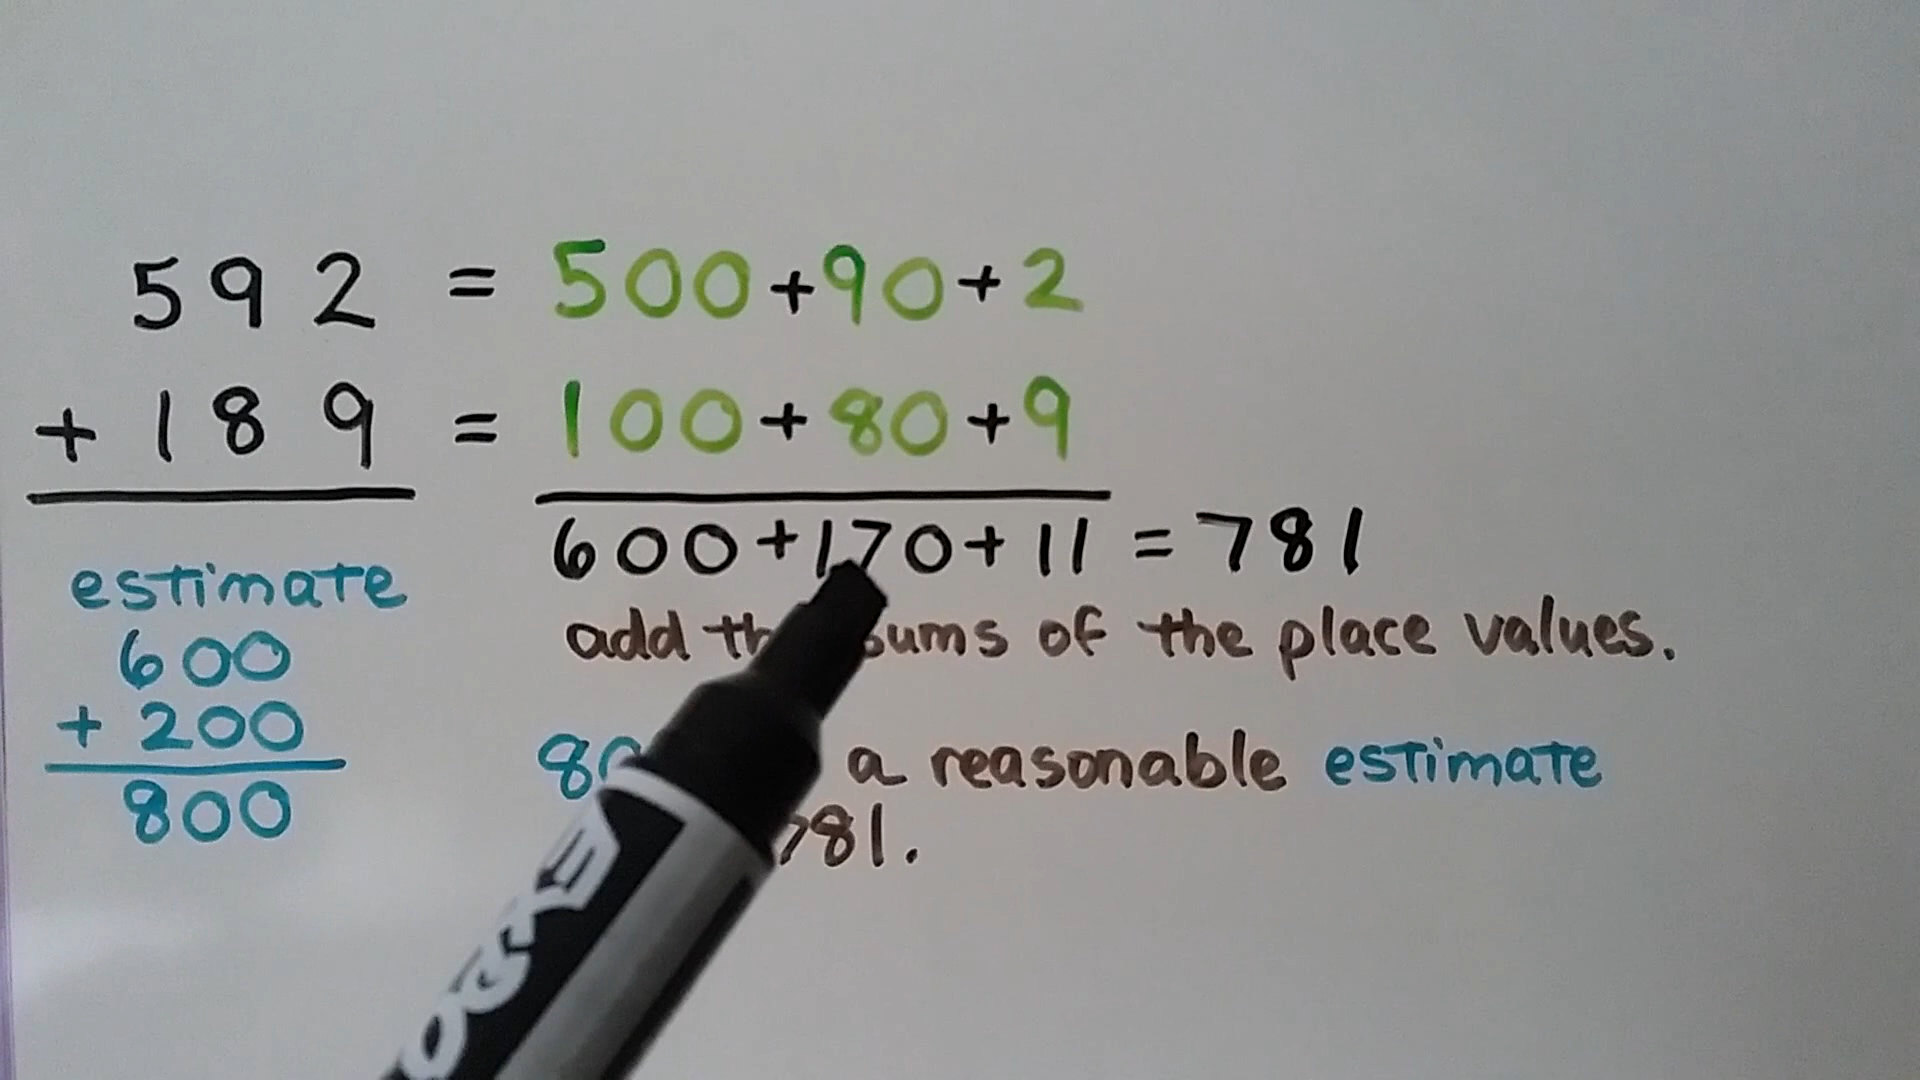 592 = 500+90+2
+ 189 = 100+80+9
600+170+11 = 781
estimate
600
+ 200
800
add sums of the place values.
a reasonable estimate
781.
EXPO